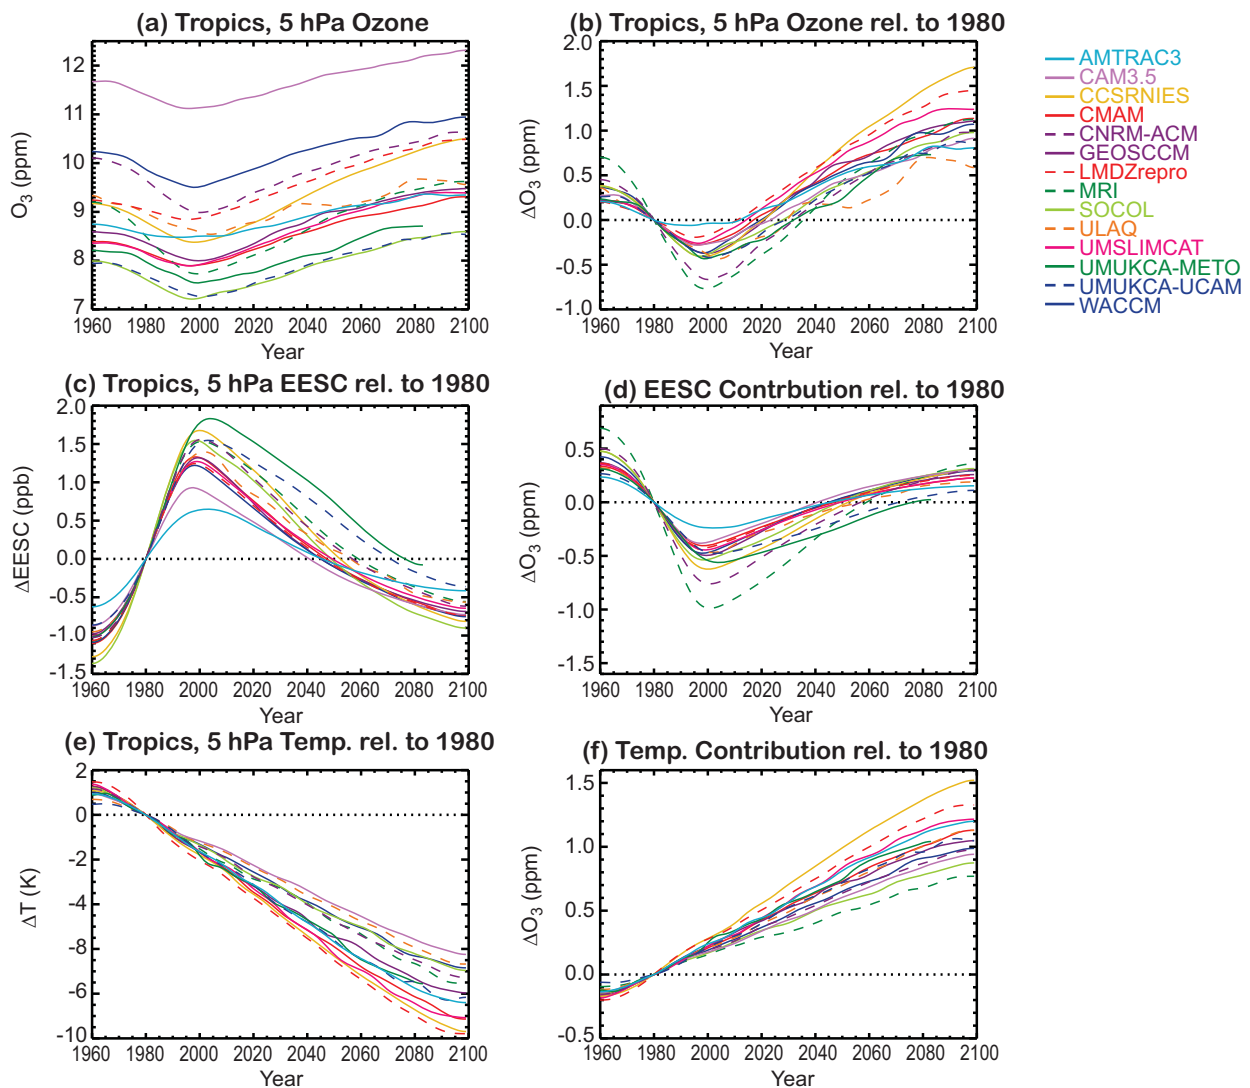 (a) Tropics, 5 hPa Ozone
12
11
10
9
8
7
O3 (ppm)
1960 1980 2000 2020 2040 2060 2080 2100
Year
(b) Tropics, 5 hPa Ozone rel. to 1980
2.0
1.5
1.0
0.5
0.0
-0.5
-1.0
ΔO3 (ppm)
1960 1980 2000 2020 2040 2060 2080 2100
Year
AMTRAC3
CAM3.5
CCSRNIES
CMAM
CNRM-ACM
GEOSCCM
LMDZrepro
MRI
SOCOL
ULAQ
UMSLIMCAT
UMUKCA-METO
UMUKCA-UCAM
WACCM
(c) Tropics, 5 hPa EESC rel. to 1980
2.0
1.5
1.0
0.5
0.0
-0.5
-1.0
-1.5
ΔEESC (ppb)
1960 1980 2000 2020 2040 2060 2080 2100
Year
(d) EESC Contrbution rel. to 1980
0.5
0.0
-0.5
-1.0
-1.5
ΔO3 (ppm)
1960 1980 2000 2020 2040 2060 2080 2100
Year
(e) Tropics, 5 hPa Temp. rel. to 1980
2
0
-2
-4
-8
-6
-10
ΔT (K)
1960 1980 2000 2020 2040 2060 2080 2100
Year
(f) Temp. Contribution rel. to 1980
1.5
1.0
0.5
0.0
-0.5
ΔO3 (ppm)
1960 1980 2000 2020 2040 2060 2080 2100
Year